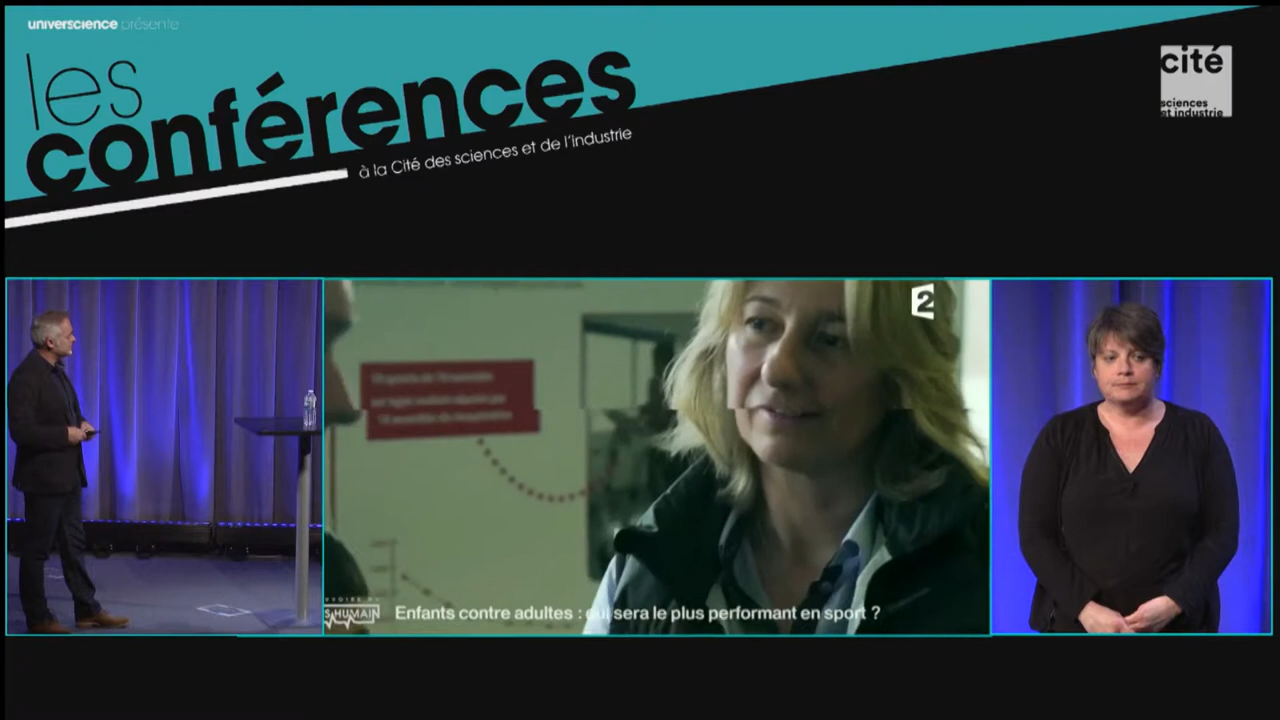 universcience présente
les
conférences
à la Cité des sciences et de l'industrie
cité
sciences
et industrie
2
S HUMAIN
Enfants contre adultes : qui sera le plus performant en sport ?